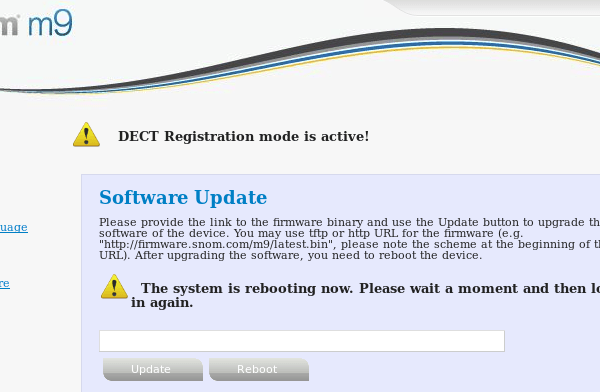 m m9
DECT Registration mode is active!
Software Update
Please provide the link to the firmware binary and use the Update button to upgrade th
uage
software of the device. You may use tftp or http URL for the firmware (e.g.
"http://firmware.snom.com/m9/latest.bin", please note the scheme at the beginning of th
URL). After upgrading the software, you need to reboot the device.
re
The system is rebooting now. Please wait a moment and then lo
in again.
Update Reboot